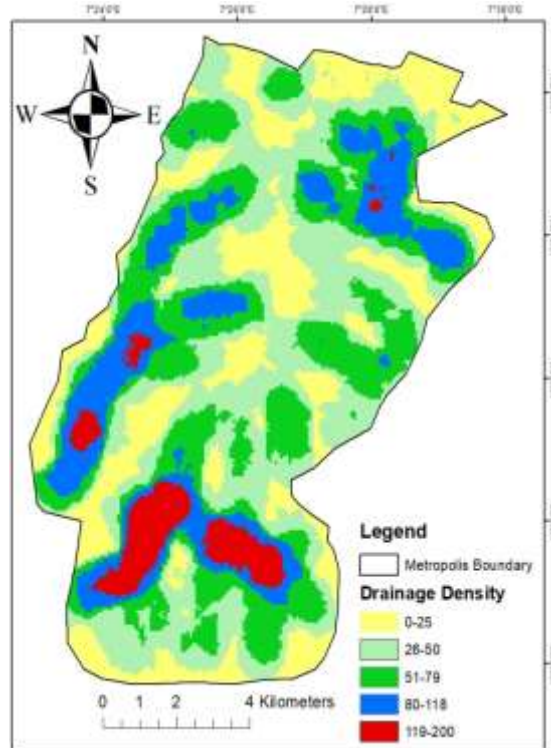 N
W E
S
Legend
Metropolis Boundary
Drainage Density
0-25
26-50
51-79
80-118
119-200
0 1 2 4 Kilometers